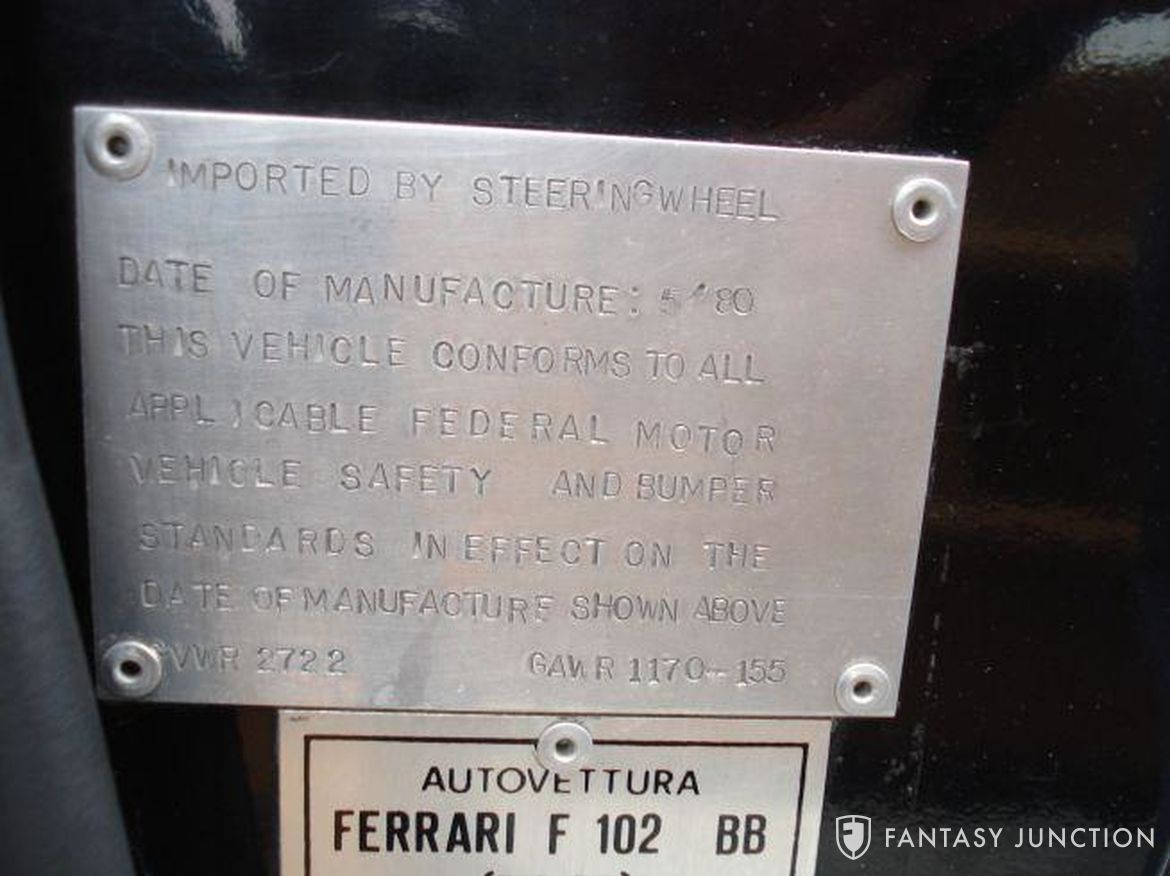 IMPORTED BY STEERINGWHEEL
DATE OF MANUFACTURE: 5/80
THIS VEHICLE CONFORMS TO ALL
APPLICABLE FEDERAL MOTOR
VEHICLE SAFETY AND BUMPER
STANDARDS IN EFFECT ON THE
DATE OF MANUFACTURE SHOWN ABOVE
GVWR 2722 GAWR 1170-155
AUTOVETTURA
FERRARI F 102 BB
FANTASY JUNCTION